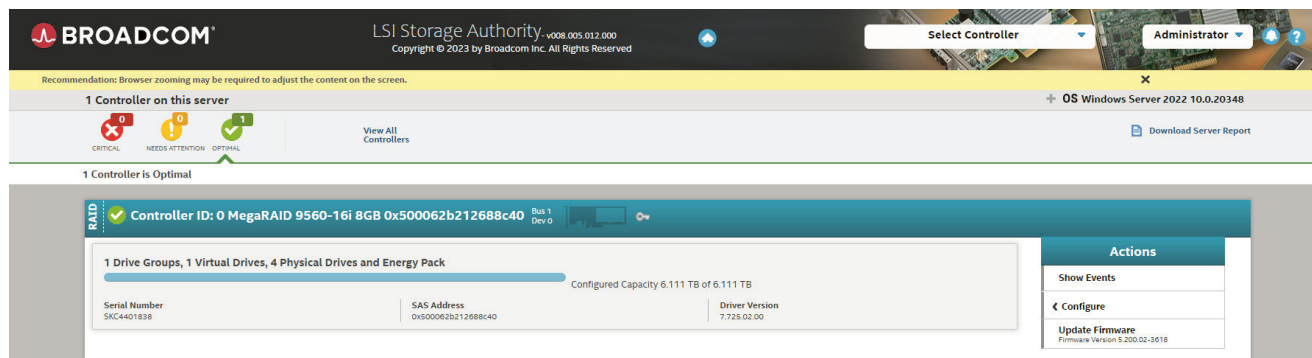 BROADCOM®
LSI Storage Authority- v008.005.012.000
Copyright © 2023 by Broadcom Inc. All Rights Reserved
Select Controller
Administrator
?
Recommendation: Browser zooming may be required to adjust the content on the screen.
1 Controller on this server
OS Windows Server 2022 10.0.20348
0
0
1
CRITICAL
NEEDS ATTENTION
OPTIMAL
View All
Controllers
Download Server Report
1 Controller is Optimal
RAID
Controller ID: 0 MegaRAID 9560-16i 8GB 0x500062b212688c40
Bus 1
Dev 0
1 Drive Groups, 1 Virtual Drives, 4 Physical Drives and Energy Pack
Configured Capacity 6.111 TB of 6.111 TB
Serial Number
SKC4401838
SAS Address
0x500062b212688c40
Driver Version
7.725.02.00
Actions
Show Events
Configure
Update Firmware
Firmware Version 5.200.02-3618